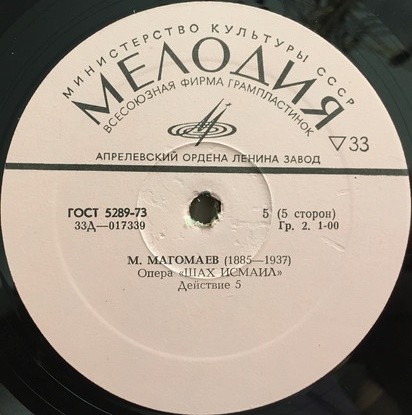 МИНИСТЕРСТВО КУЛЬТУРЫ СССР
МЕЛОДИЯ
ВСЕСОЮЗНАЯ ФИРМА ГРАМПЛАСТИНОК
▽33
АПРЕЛЕВСКИЙ ОРДЕНА ЛЕНИНА ЗАВОД
ГОСТ 5289-73
5 (5 сторон)
33Д—017339
Гр. 2. 1-00
М. МАГОМАЕВ (1885—1937)
Опера «ШАХ ИСМАИЛ»
Действие 5